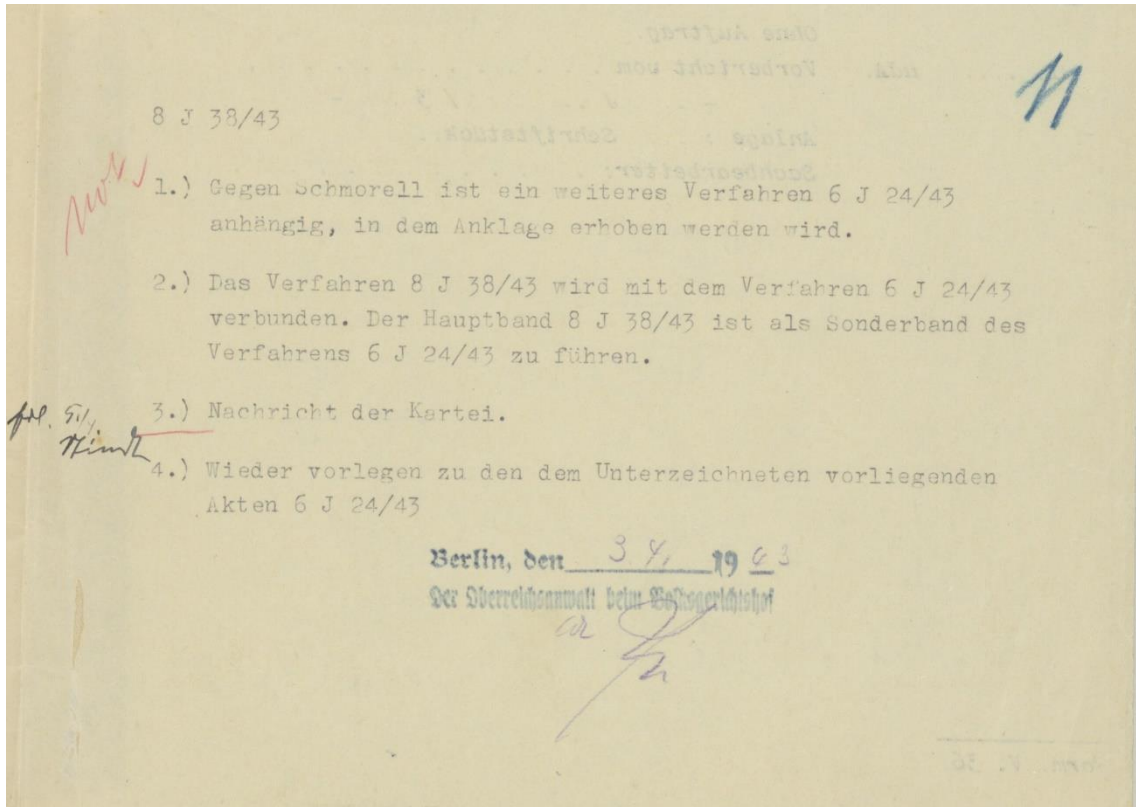 11
8 J 38/43
1.) Gegen Schmorell ist ein weiteres Verfahren 6 J 24/43
anhängig, in dem Anklage erhoben werden wird.
2.) Das Verfahren 8 J 38/43 wird mit dem Verfahren 6 J 24/43
verbunden. Der Hauptband 8 J 38/43 ist als Sonderband des
Verfahrens 6 J 24/43 zu führen.
3.) Nachricht der Kartei.
4.) Wieder vorlegen zu den dem Unterzeichneten vorliegenden
Akten 6 J 24/43
Berlin, den 3.4. 1943
Der Oberreichsanwalt beim Volksgerichtshof